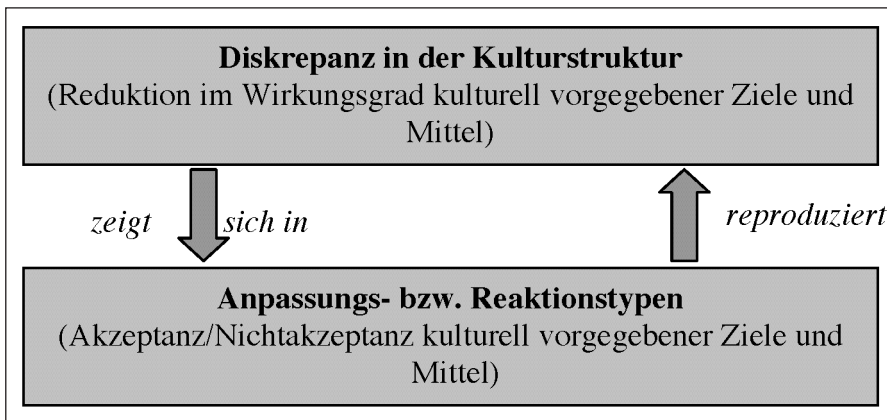 Diskrepanz in der Kulturstruktur
(Reduktion im Wirkungsgrad kulturell vorgegebener Ziele und
Mittel)
zeigt sich in
reproduziert
Anpassungs- bzw. Reaktionstypen
(Akzeptanz/Nichtakzeptanz kulturell vorgegebener Ziele und
Mittel)